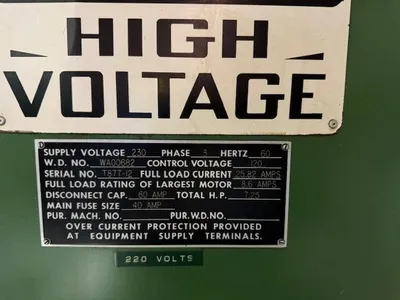 HIGH
VOLTAGE
SUPPLY VOLTAGE 230 PHASE 3 HERTZ 60
W.D. NO. WA00682 CONTROL VOLTAGE 120
SERIAL NO. T87T-12 FULL LOAD CURRENT 25.82 AMPS
FULL LOAD RATING OF LARGEST MOTOR 8.6 AMPS
DISCONNECT CAP. 60 AMP TOTAL H.P. 7.25
MAIN FUSE SIZE 40 AMP
PUR. MACH. NO. PUR.W.D.NO.
OVER CURRENT PROTECTION PROVIDED
AT EQUIPMENT SUPPLY TERMINALS.
220 VOLTS